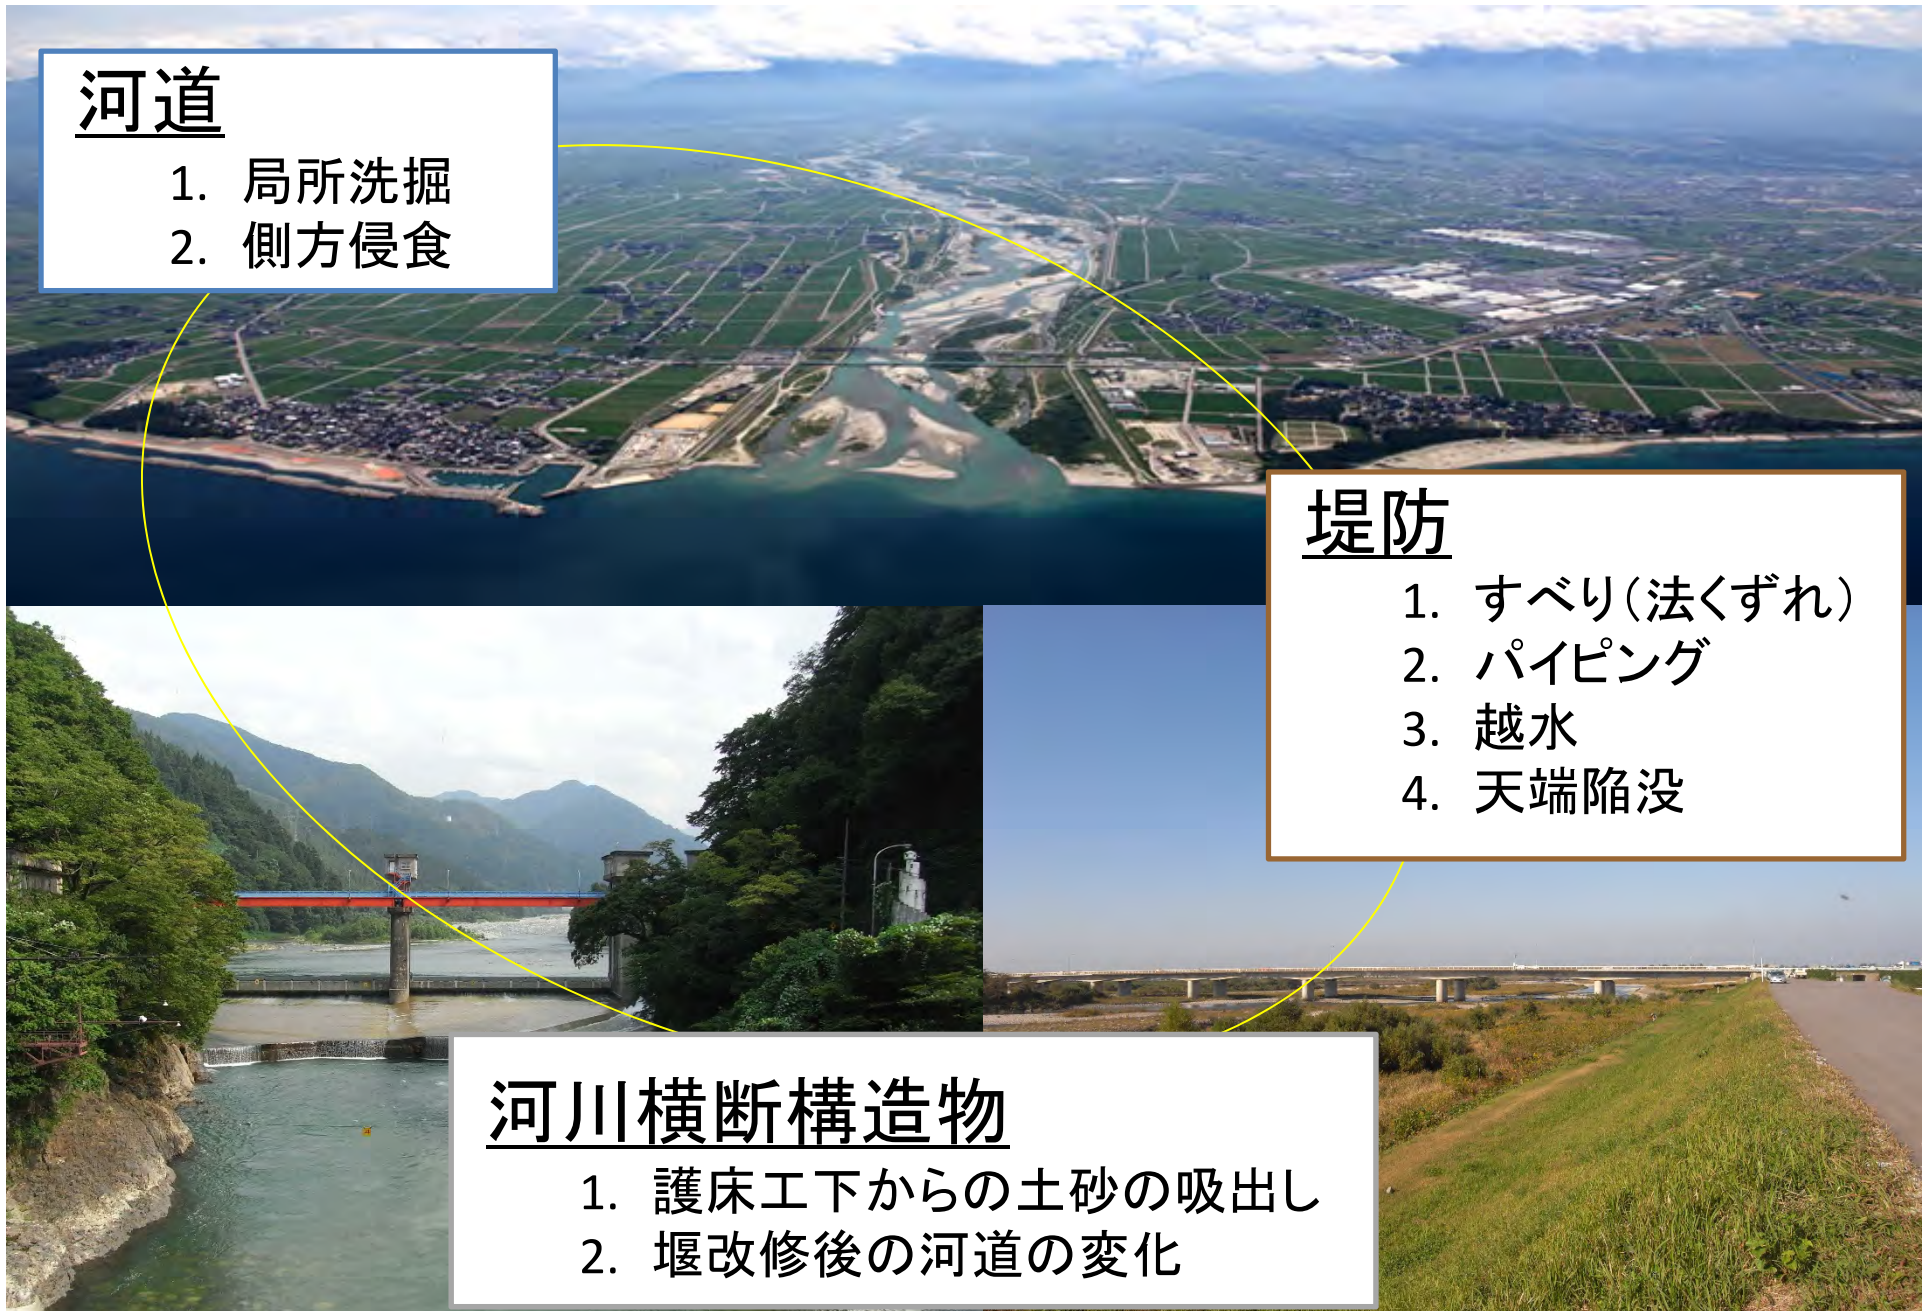 河道
1. 局所洗掘
2. 側方侵食
堤防
1. すべり(法くずれ)
2. パイピング
3. 越水
4. 天端陥没
河川横断構造物
1. 護床工下からの土砂の吸出し
2. 堰改修後の河道の変化